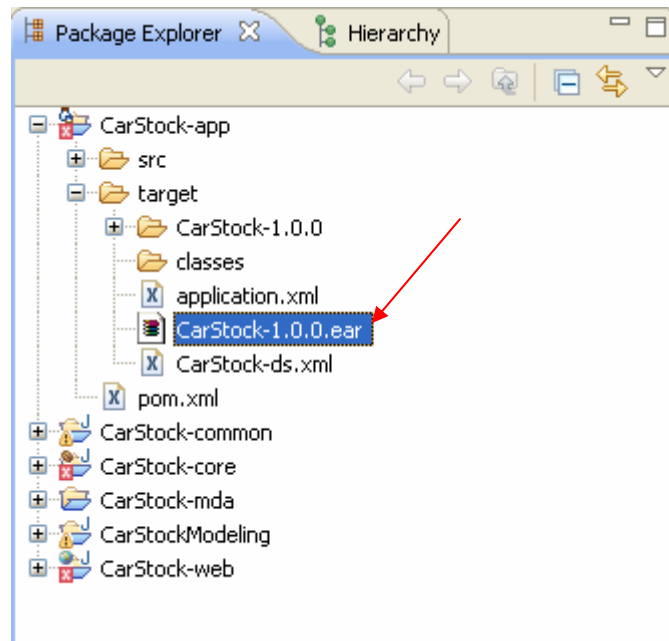 Package Explorer Hierarchy
CarStock-app
src
target
CarStock-1.0.0
classes
application.xml
CarStock-1.0.0.ear
CarStock-ds.xml
pom.xml
CarStock-common
CarStock-core
CarStock-mda
CarStockModeling
CarStock-web